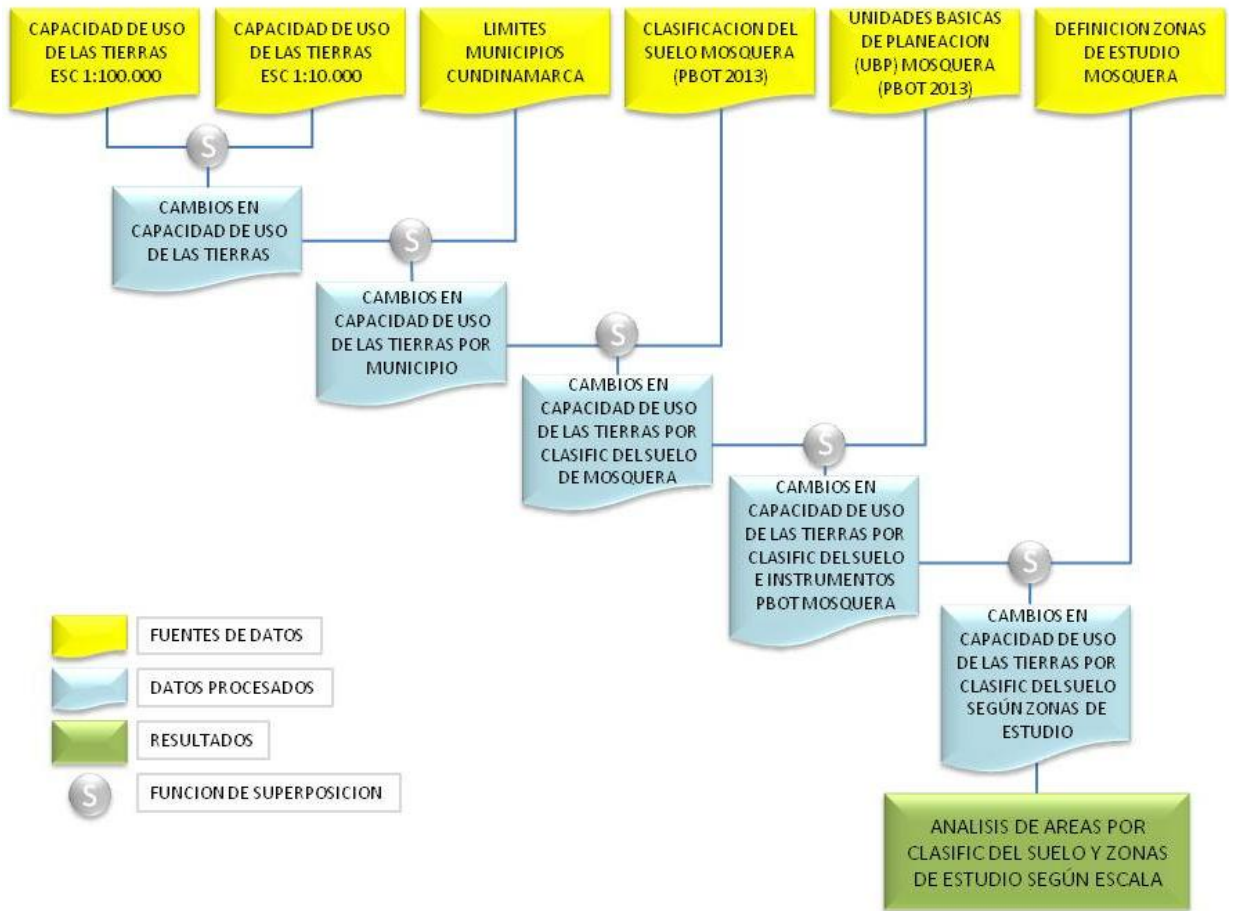 CAPACIDAD DE USO
DE LAS TIERRAS
ESC 1:100.000
CAPACIDAD DE USO
DE LAS TIERRAS
ESC 1:10.000
LIMITES
MUNICIPIOS
CUNDINAMARCA
CLASIFICACION DEL
SUELO MOSQUERA
(PBOT 2013)
UNIDADES BASICAS
DE PLANEACION
(UBP) MOSQUERA
(PBOT 2013)
DEFINICION ZONAS
DE ESTUDIO
MOSQUERA
S
CAMBIOS EN
CAPACIDAD DE USO
DE LAS TIERRAS
S
CAMBIOS EN
CAPACIDAD DE USO
DE LAS TIERRAS POR
MUNICIPIO
S
CAMBIOS EN
CAPACIDAD DE USO
DE LAS TIERRAS POR
CLASIFIC DEL SUELO
DE MOSQUERA
S
CAMBIOS EN
CAPACIDAD DE USO
DE LAS TIERRAS POR
CLASIFIC DEL SUELO
E INSTRUMENTOS
PBOT MOSQUERA
S
CAMBIOS EN
CAPACIDAD DE USO
DE LAS TIERRAS POR
CLASIFIC DEL SUELO
SEGÚN ZONAS DE
ESTUDIO
ANALISIS DE AREAS POR
CLASIFIC DEL SUELO Y ZONAS
DE ESTUDIO SEGÚN ESCALA
FUENTES DE DATOS
DATOS PROCESADOS
RESULTADOS
S
FUNCION DE SUPERPOSICION